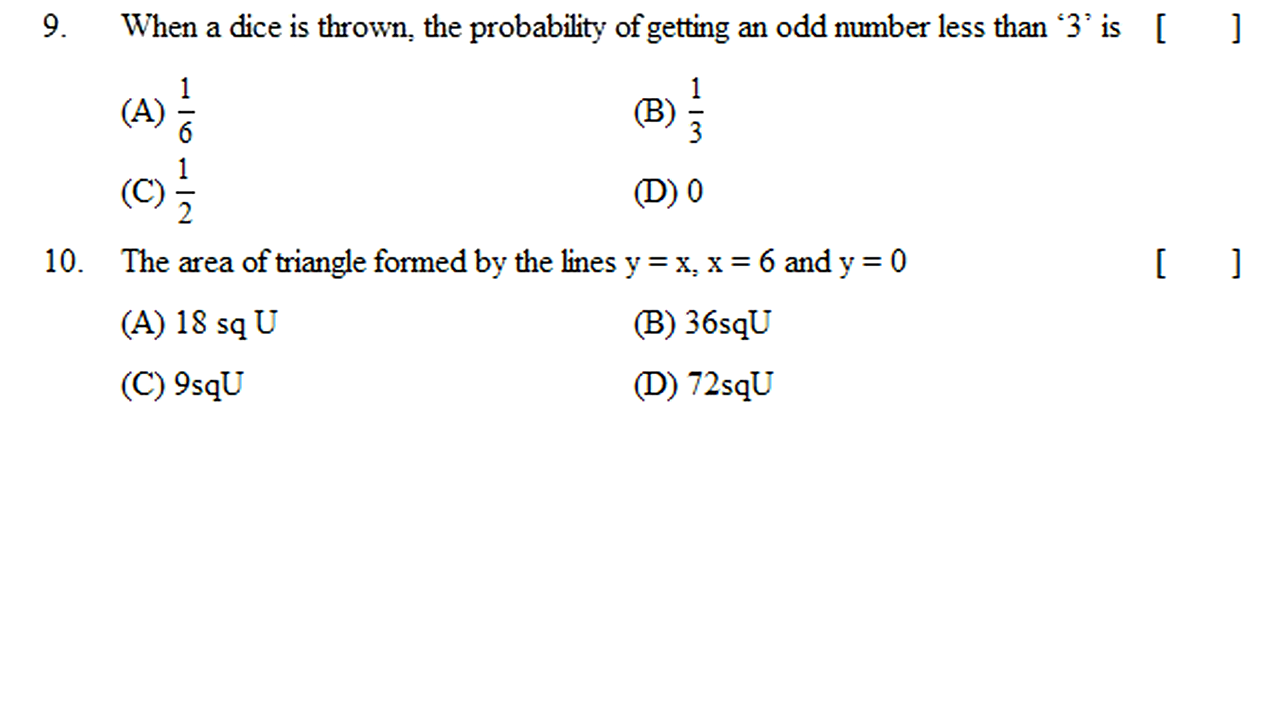 9. When a dice is thrown, the probability of getting an odd number less than ‘3’ is [ ]
(A) 1/6 (B) 1/3
(C) 1/2 (D) 0
10. The area of triangle formed by the lines y = x, x = 6 and y = 0 [ ]
(A) 18 sq U (B) 36sqU
(C) 9sqU (D) 72sqU